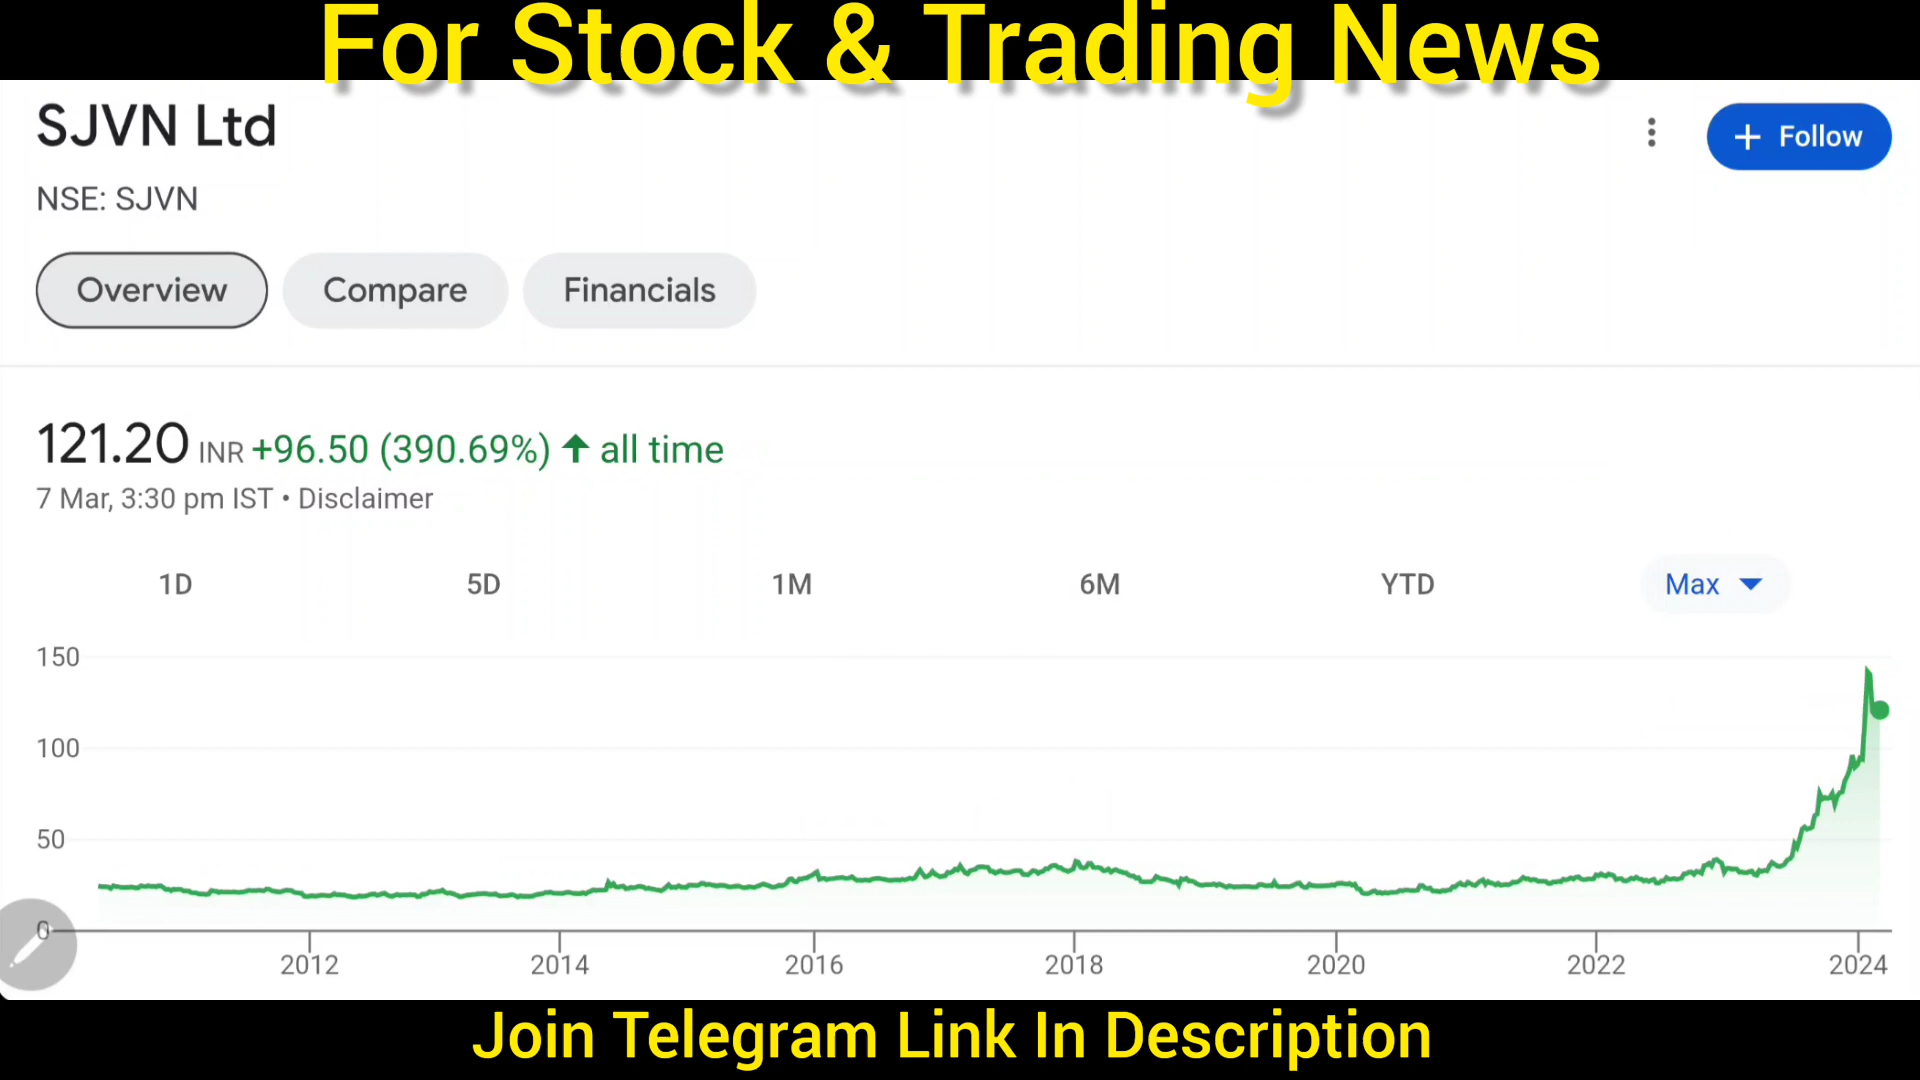 For Stock & Trading News
SJVN Ltd
+ Follow
NSE: SJVN
Overview
Compare
Financials
121.20 INR +96.50 (390.69%) ↑ all time
7 Mar, 3:30 pm IST • Disclaimer
1D
5D
1M
6M
YTD
Max
150
100
50
0
2012
2014
2016
2018
2020
2022
2024
Join Telegram Link In Description